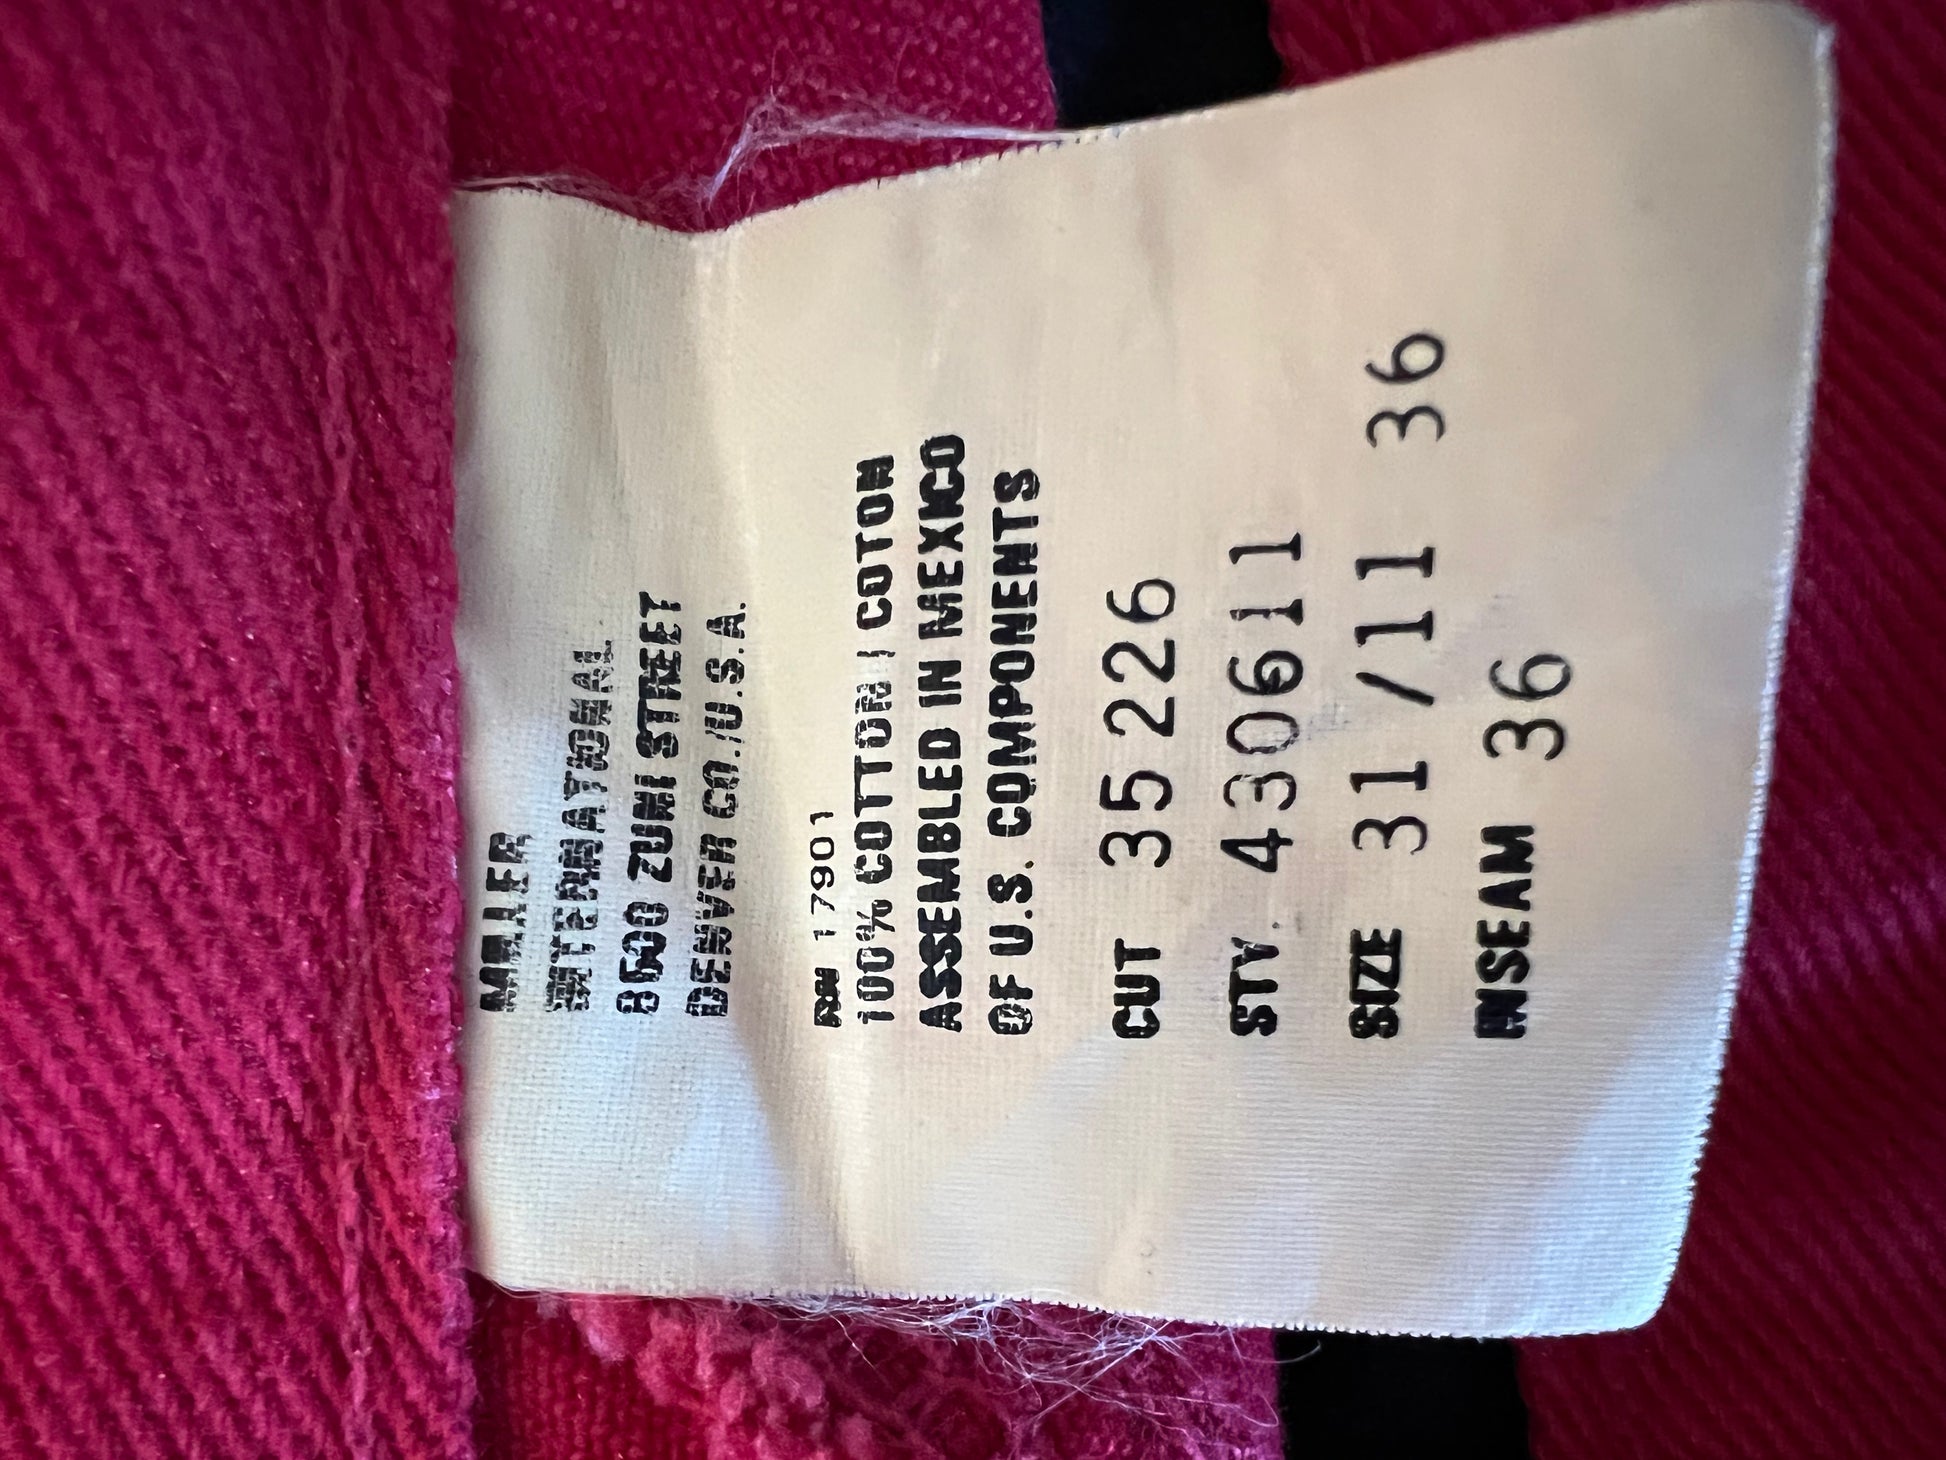 MILLER
INTERNATIONAL
8500 ZUNI STREET
DENVER CO./U.S.A.
RN 17901
100% COTTON / COTON
ASSEMBLED IN MEXICO
OF U.S. COMPONENTS
CUT 35226
STY. 430611
SIZE 31/11 36
INSEAM 36